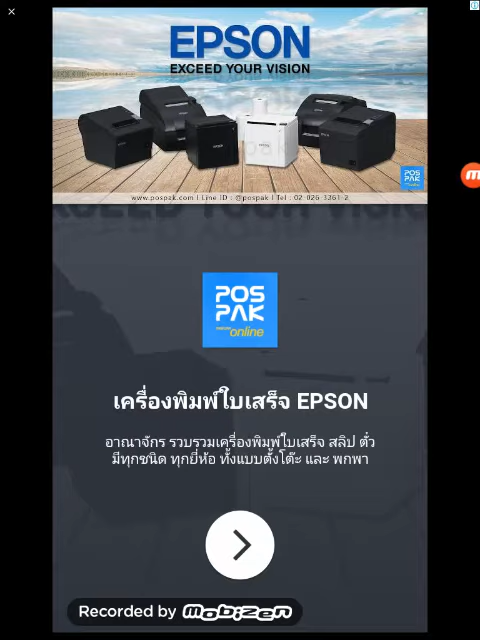 EPSON
EXCEED YOUR VISION
POS
PAK
online
www.pospak.com | Line ID : @pospak | Tel : 02-026-3361-2
POS
PAK
online
เครื่องพิมพ์ใบเสร็จ EPSON
อาณาจักร รวบรวมเครื่องพิมพ์ใบเสร็จ สลิป ตั๋ว
มีทุกชนิด ทุกยี่ห้อ ทั้งแบบตั้งโต๊ะ และ พกพา
Recorded by mobizen